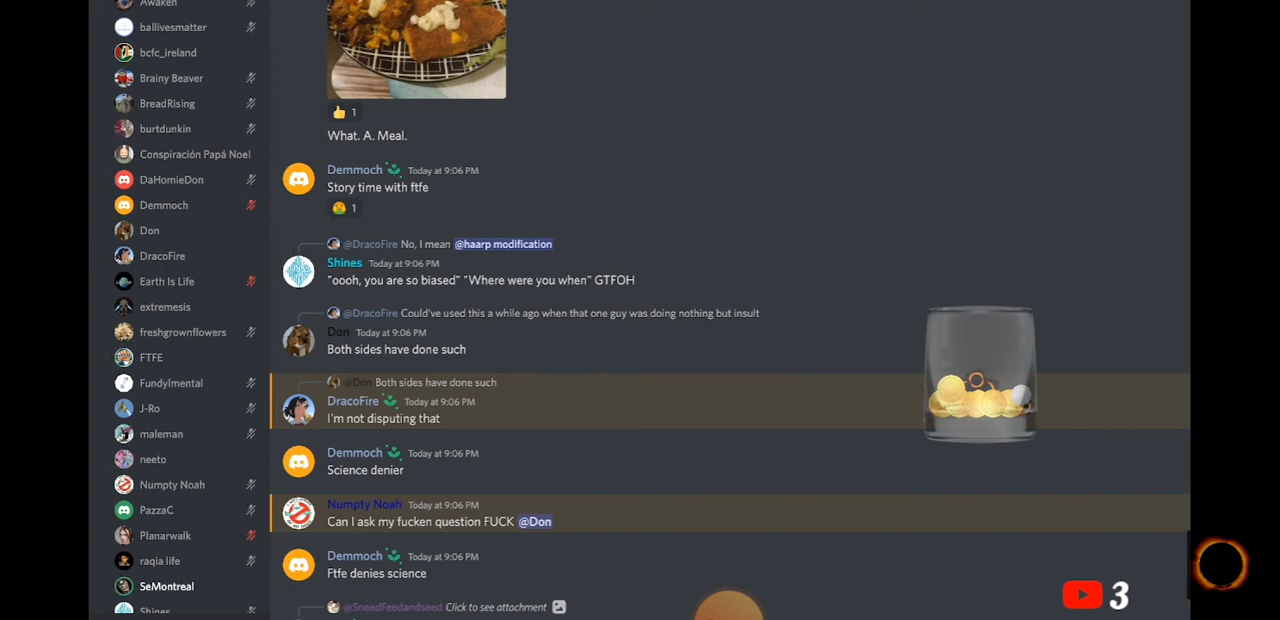 Awaken
ballivesmatter
bcfc_ireland
Brainy Beaver
BreadRising
burtdunkin
Conspiración Papá Noel
DaHomieDon
Demmoch
Don
DracoFire
Earth Is Life
extremesis
freshgrownflowers
FTFE
FundyImental
J-Ro
maleman
neeto
Numpty Noah
PazzaC
Planarwalk
raqia life
SeMontreal
Shines
1
What. A. Meal.
Demmoch Today at 9:06 PM
Story time with ftfe
1
@DracoFire No, I mean @haarp modification
Shines Today at 9:06 PM
"oooh, you are so biased" "Where were you when" GTFOH
@DracoFire Could've used this a while ago when that one guy was doing nothing but insult
Don Today at 9:06 PM
Both sides have done such
@Don Both sides have done such
DracoFire Today at 9:06 PM
I'm not disputing that
Demmoch Today at 9:06 PM
Science denier
Numpty Noah Today at 9:06 PM
Can I ask my fucken question FUCK @Don
Demmoch Today at 9:06 PM
Ftfe denies science
@SneedFeedandseed Click to see attachment
3